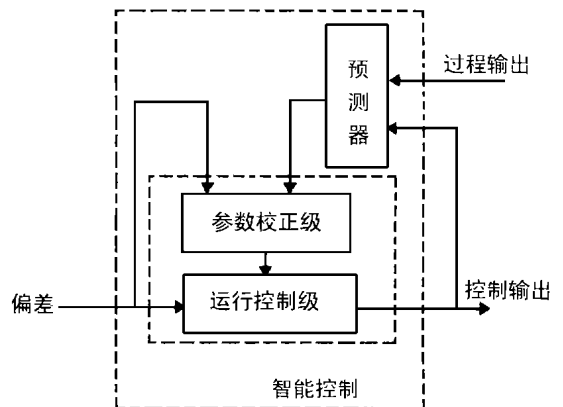 过程输出
预
测
器
参数校正级
偏差
运行控制级
控制输出
智能控制